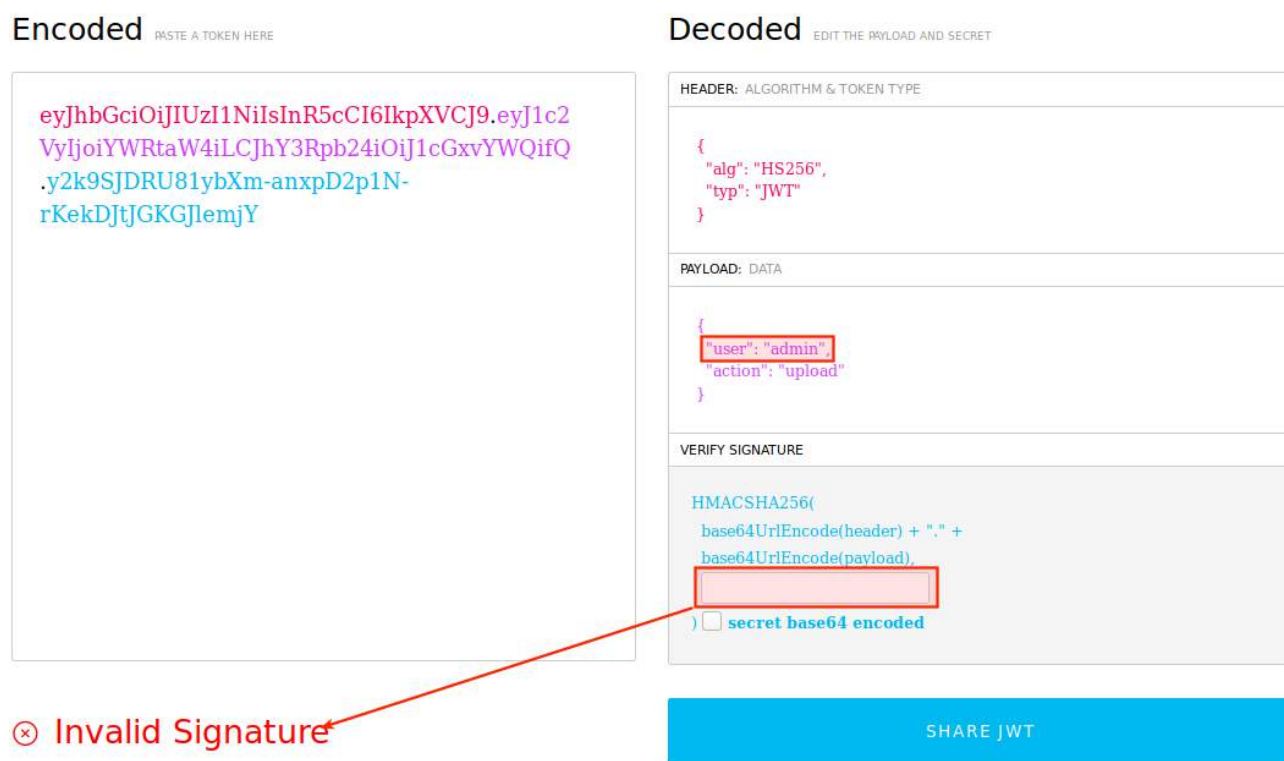 Encoded PASTE A TOKEN HERE
eyJhbGciOiJIUzI1NiIsInR5cCI6IkpXVCJ9.eyJ1c2
VyIjoiYWRtaW4iLCJhY3Rpb24iOiJ1cGxvYWQifQ
.y2k9SJDRU81ybXm-anxpD2p1N-
rKekDJtJGKGJlemjY
Invalid Signature
Decoded EDIT THE PAYLOAD AND SECRET
HEADER: ALGORITHM & TOKEN TYPE
{
"alg": "HS256",
"typ": "JWT"
}
PAYLOAD: DATA
{
"user": "admin",
"action": "upload"
}
VERIFY SIGNATURE
HMACSHA256(
base64UrlEncode(header) + "." +
base64UrlEncode(payload),
) secret base64 encoded
SHARE JWT